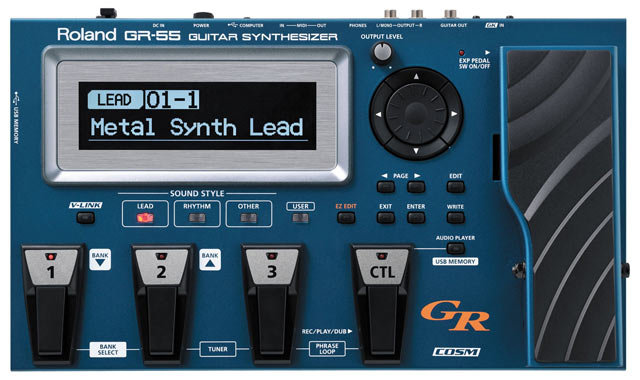 DC IN POWER COMPUTER IN—MIDI—OUT PHONES L/MONO—OUTPUT—R GUITAR OUT GK IN
Roland GR-55 GUITAR SYNTHESIZER
OUTPUT LEVEL
EXP PEDAL
SW ON/OFF
USB MEMORY
LEAD 01-1
Metal Synth Lead
PAGE EDIT
SOUND STYLE
V-LINK LEAD RHYTHM OTHER USER EZ EDIT EXIT ENTER WRITE
AUDIO PLAYER
USB MEMORY
1 BANK 2 BANK 3 CTL
GR
REC/PLAY/DUB
BANK
SELECT
TUNER
PHRASE
LOOP
COSM